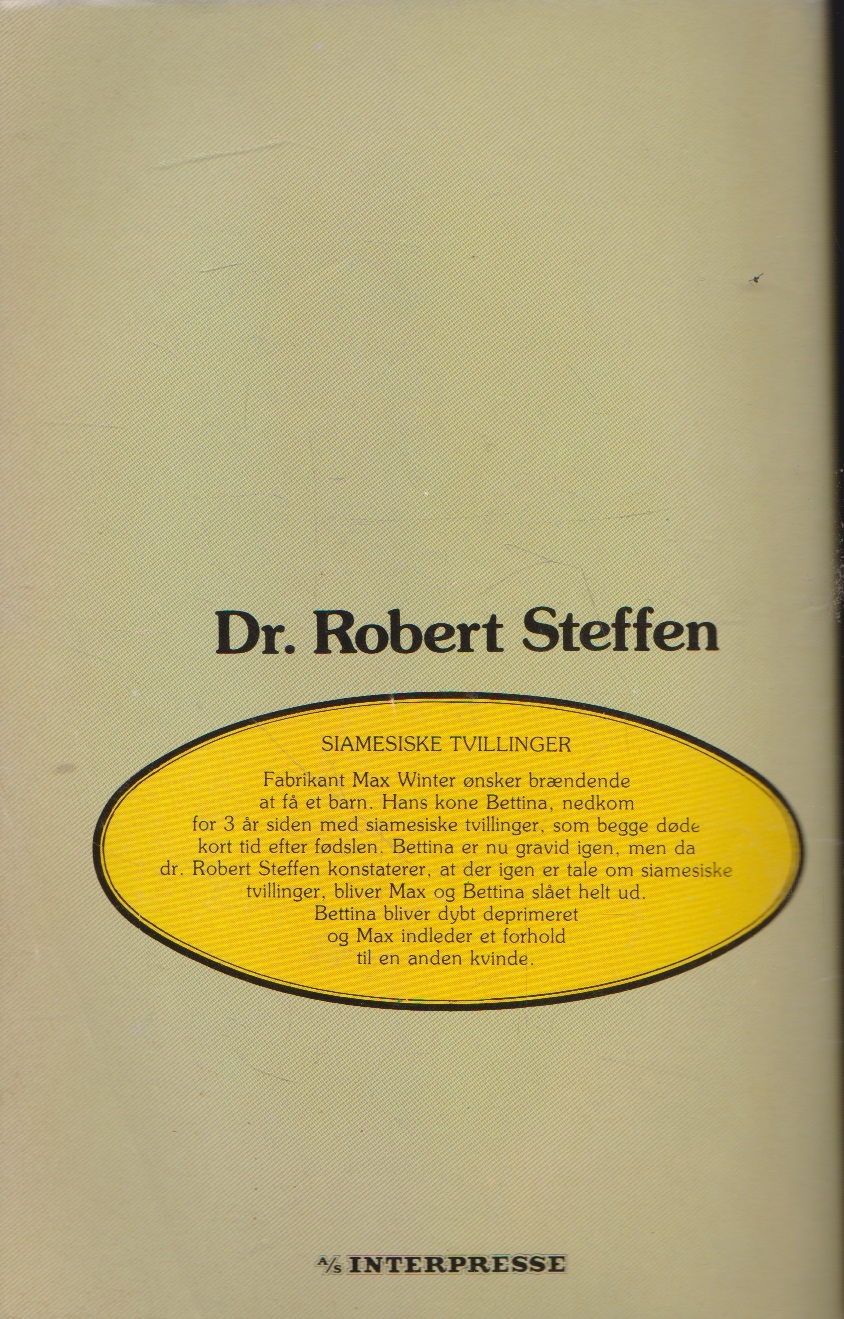 Dr. Robert Steffen
SIAMESISKE TVILLINGER
Fabrikant Max Winter ønsker brændende
at få et barn. Hans kone Bettina, nedkom
for 3 år siden med siamesiske tvillinger, som begge døde
kort tid efter fødslen. Bettina er nu gravid igen, men da
dr. Robert Steffen konstaterer, at der igen er tale om siamesiske
tvillinger, bliver Max og Bettina slået helt ud.
Bettina bliver dybt deprimeret
og Max indleder et forhold
til en anden kvinde.
A/S INTERPRESSE